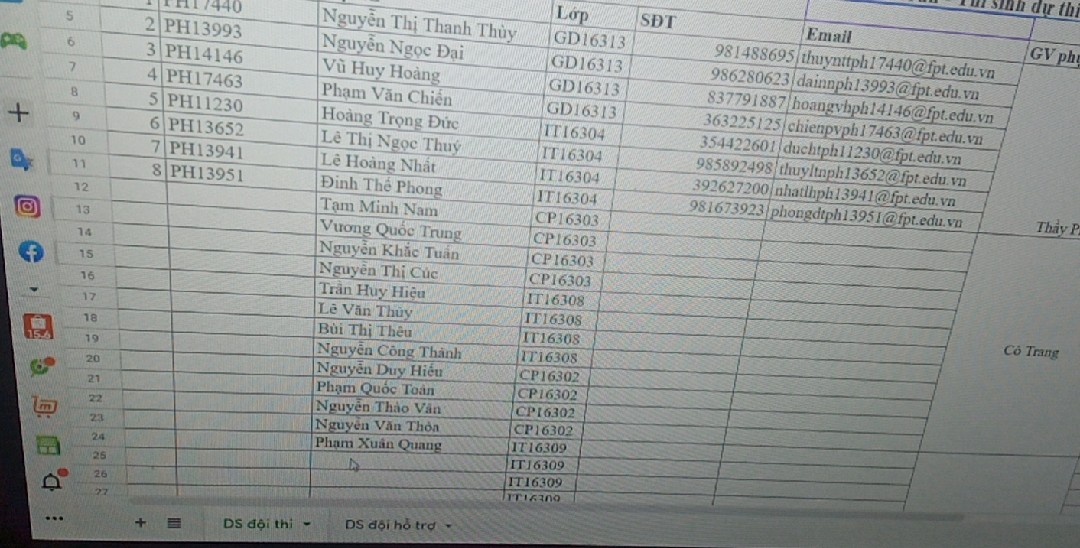 Thí sinh dự thi
Lớp SĐT Email GV phụ
5 1 PH17440 Nguyễn Thị Thanh Thủy GD16313 981488695 thuynttph17440@fpt.edu.vn
6 2 PH13993 Nguyễn Ngọc Đại GD16313 986280623 dainnph13993@fpt.edu.vn
7 3 PH14146 Vũ Huy Hoàng GD16313 837791887 hoangvhph14146@fpt.edu.vn
8 4 PH17463 Phạm Văn Chiến GD16313 363225125 chienpvph17463@fpt.edu.vn
9 5 PH11230 Hoàng Trọng Đức IT16304 354422601 duchtph11230@fpt.edu.vn
10 6 PH13652 Lê Thị Ngọc Thuý IT16304 985892498 thuyltnph13652@fpt.edu.vn
11 7 PH13941 Lê Hoàng Nhất IT16304 392627200 nhatlhph13941@fpt.edu.vn
12 8 PH13951 Đinh Thế Phong IT16304 981673923 phongdtph13951@fpt.edu.vn
Thầy P
13 Tạm Minh Nam CP16303
14 Vương Quốc Trung CP16303
15 Nguyễn Khắc Tuấn CP16303
16 Nguyễn Thị Cúc CP16303
17 Trần Huy Hiệu IT16308
18 Lê Văn Thủy IT16308
Cô Trang
19 Bùi Thị Thêu IT16308
20 Nguyễn Công Thành IT16308
21 Nguyễn Duy Hiếu CP16302
22 Phạm Quốc Toàn CP16302
23 Nguyễn Thảo Vân CP16302
24 Nguyễn Văn Thỏa CP16302
25 Phạm Xuân Quang IT16309
26 IT16309
27 IT16309
IT16309
DS đội thi DS đội hỗ trợ